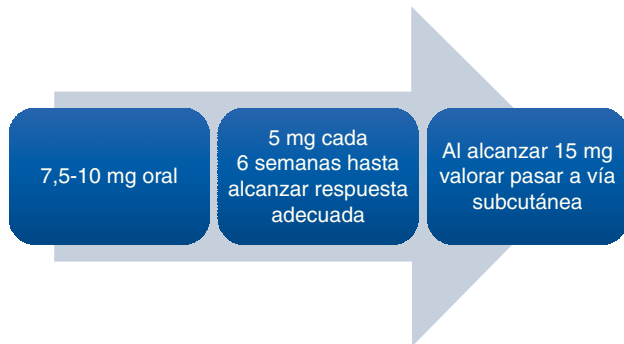 7,5-10 mg oral
5 mg cada
6 semanas hasta
alcanzar respuesta
adecuada
Al alcanzar 15 mg
valorar pasar a vía
subcutánea